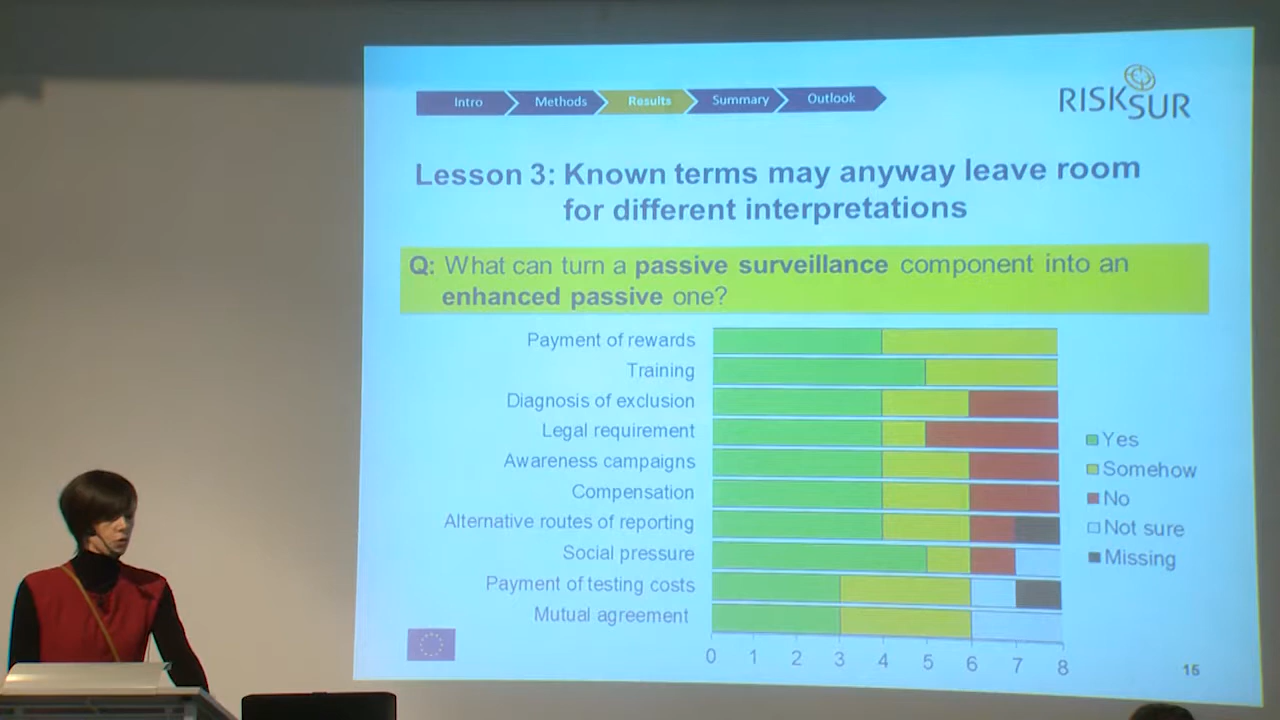 Intro Methods Results Summary Outlook
RISKSUR
Lesson 3: Known terms may anyway leave room
for different interpretations
Q: What can turn a passive surveillance component into an
enhanced passive one?
Payment of rewards
Training
Diagnosis of exclusion
Legal requirement
Awareness campaigns
Compensation
Alternative routes of reporting
Social pressure
Payment of testing costs
Mutual agreement
0 1 2 3 4 5 6 7 8
Yes
Somehow
No
Not sure
Missing
15